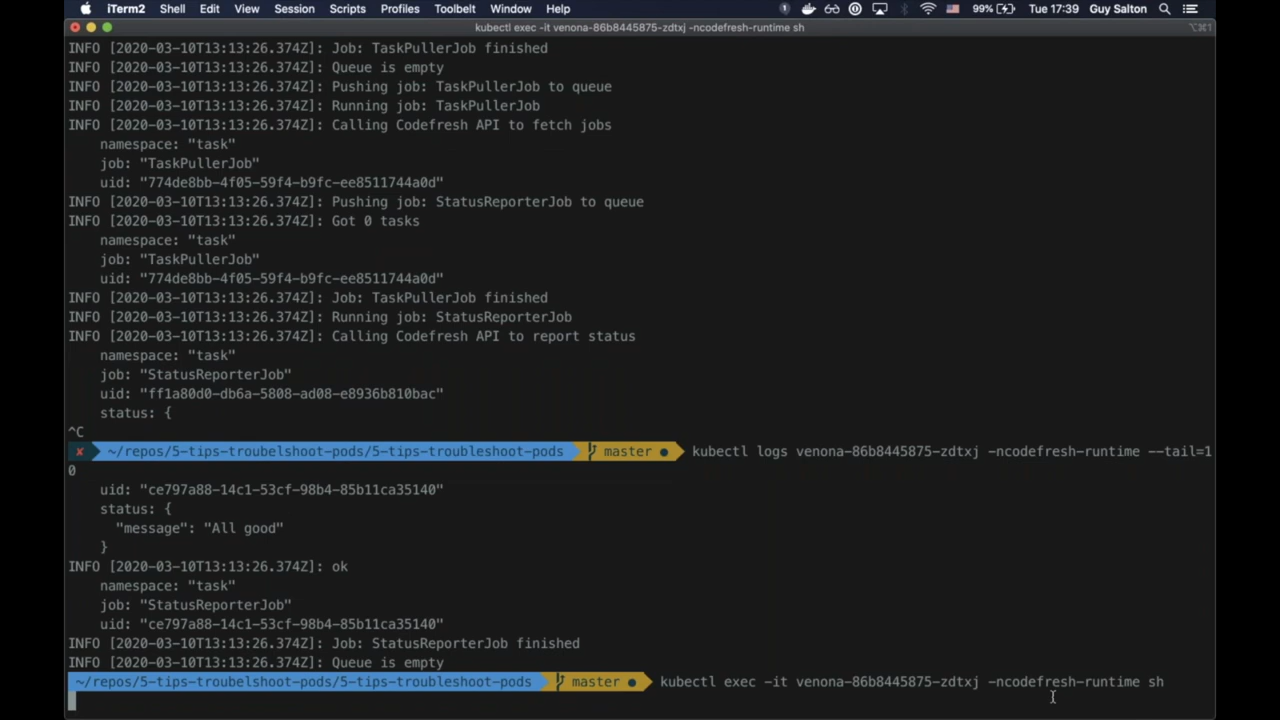 iTerm2 Shell Edit View Session Scripts Profiles Toolbelt Window Help 99% Tue 17:39 Guy Salton
kubectl exec -it venona-86b8445875-zdtxj -ncodefresh-runtime sh ⌥⌘1
INFO [2020-03-10T13:13:26.374Z]: Job: TaskPullerJob finished
INFO [2020-03-10T13:13:26.374Z]: Queue is empty
INFO [2020-03-10T13:13:26.374Z]: Pushing job: TaskPullerJob to queue
INFO [2020-03-10T13:13:26.374Z]: Running job: TaskPullerJob
INFO [2020-03-10T13:13:26.374Z]: Calling Codefresh API to fetch jobs
namespace: "task"
job: "TaskPullerJob"
uid: "774de8bb-4f05-59f4-b9fc-ee8511744a0d"
INFO [2020-03-10T13:13:26.374Z]: Pushing job: StatusReporterJob to queue
INFO [2020-03-10T13:13:26.374Z]: Got 0 tasks
namespace: "task"
job: "TaskPullerJob"
uid: "774de8bb-4f05-59f4-b9fc-ee8511744a0d"
INFO [2020-03-10T13:13:26.374Z]: Job: TaskPullerJob finished
INFO [2020-03-10T13:13:26.374Z]: Running job: StatusReporterJob
INFO [2020-03-10T13:13:26.374Z]: Calling Codefresh API to report status
namespace: "task"
job: "StatusReporterJob"
uid: "ff1a80d0-db6a-5808-ad08-e8936b810bac"
status: {
^C
✘ ~/repos/5-tips-troubelshoot-pods/5-tips-troubleshoot-pods master ● kubectl logs venona-86b8445875-zdtxj -ncodefresh-runtime --tail=1
0
uid: "ce797a88-14c1-53cf-98b4-85b11ca35140"
status: {
"message": "All good"
}
INFO [2020-03-10T13:13:26.374Z]: ok
namespace: "task"
job: "StatusReporterJob"
uid: "ce797a88-14c1-53cf-98b4-85b11ca35140"
INFO [2020-03-10T13:13:26.374Z]: Job: StatusReporterJob finished
INFO [2020-03-10T13:13:26.374Z]: Queue is empty
~/repos/5-tips-troubelshoot-pods/5-tips-troubleshoot-pods master ● kubectl exec -it venona-86b8445875-zdtxj -ncodefresh-runtime sh